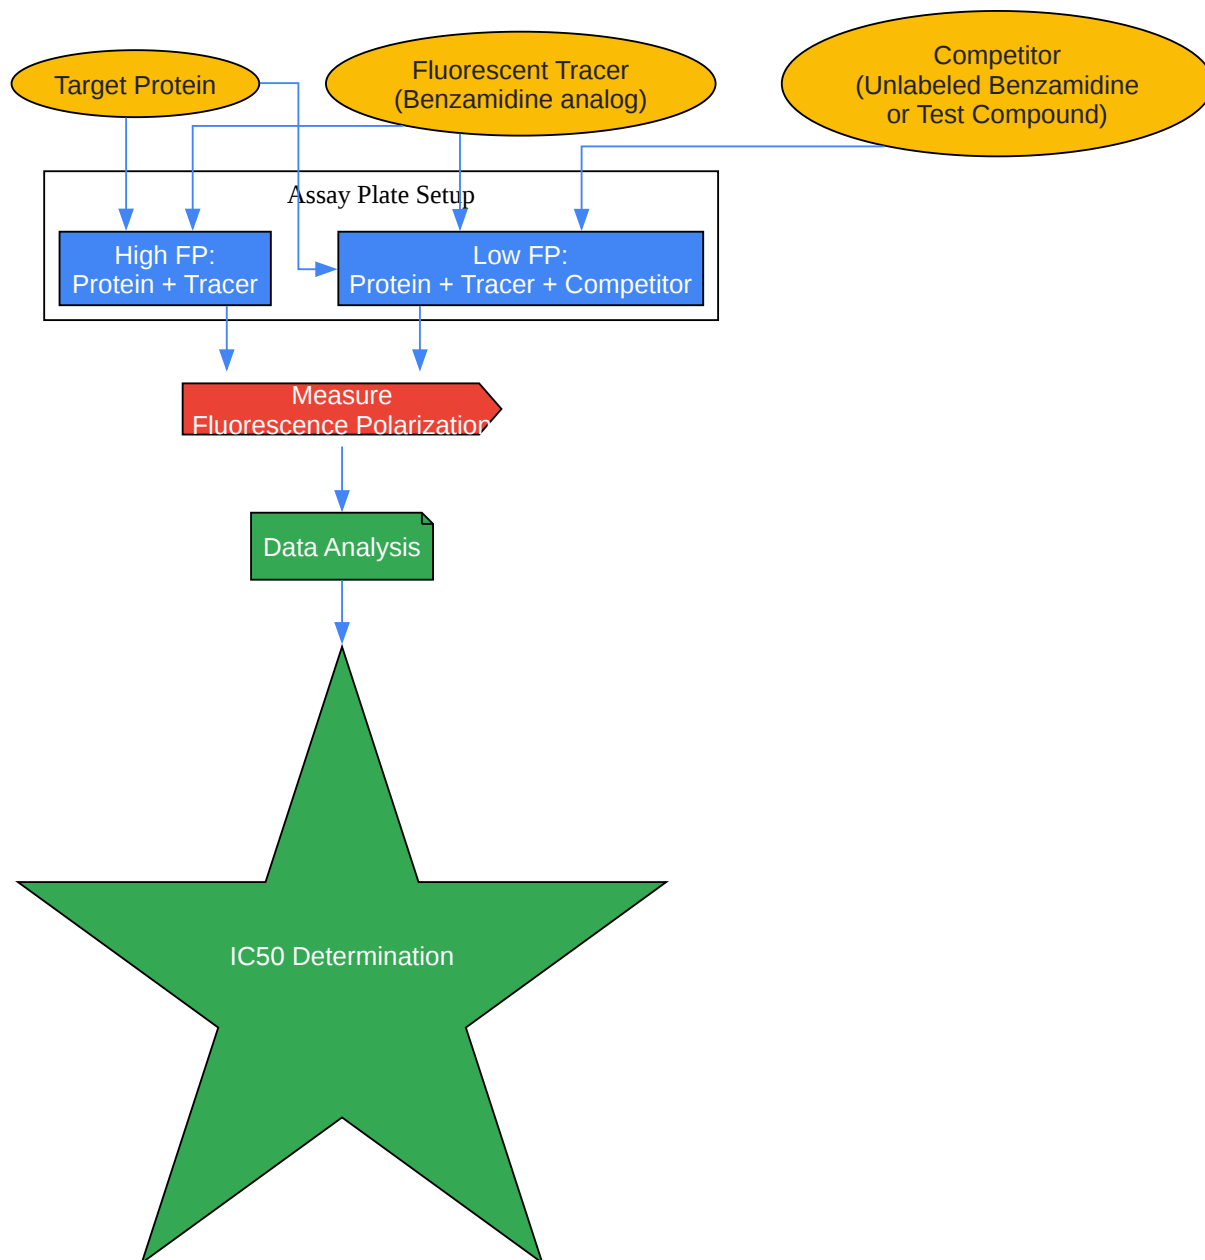 Target Protein
Fluorescent Tracer
(Benzamidine analog)
Competitor
(Unlabeled Benzamidine
or Test Compound)
Assay Plate Setup
High FP:
Protein + Tracer
Low FP:
Protein + Tracer + Competitor
Measure
Fluorescence Polarization
Data Analysis
IC50 Determination